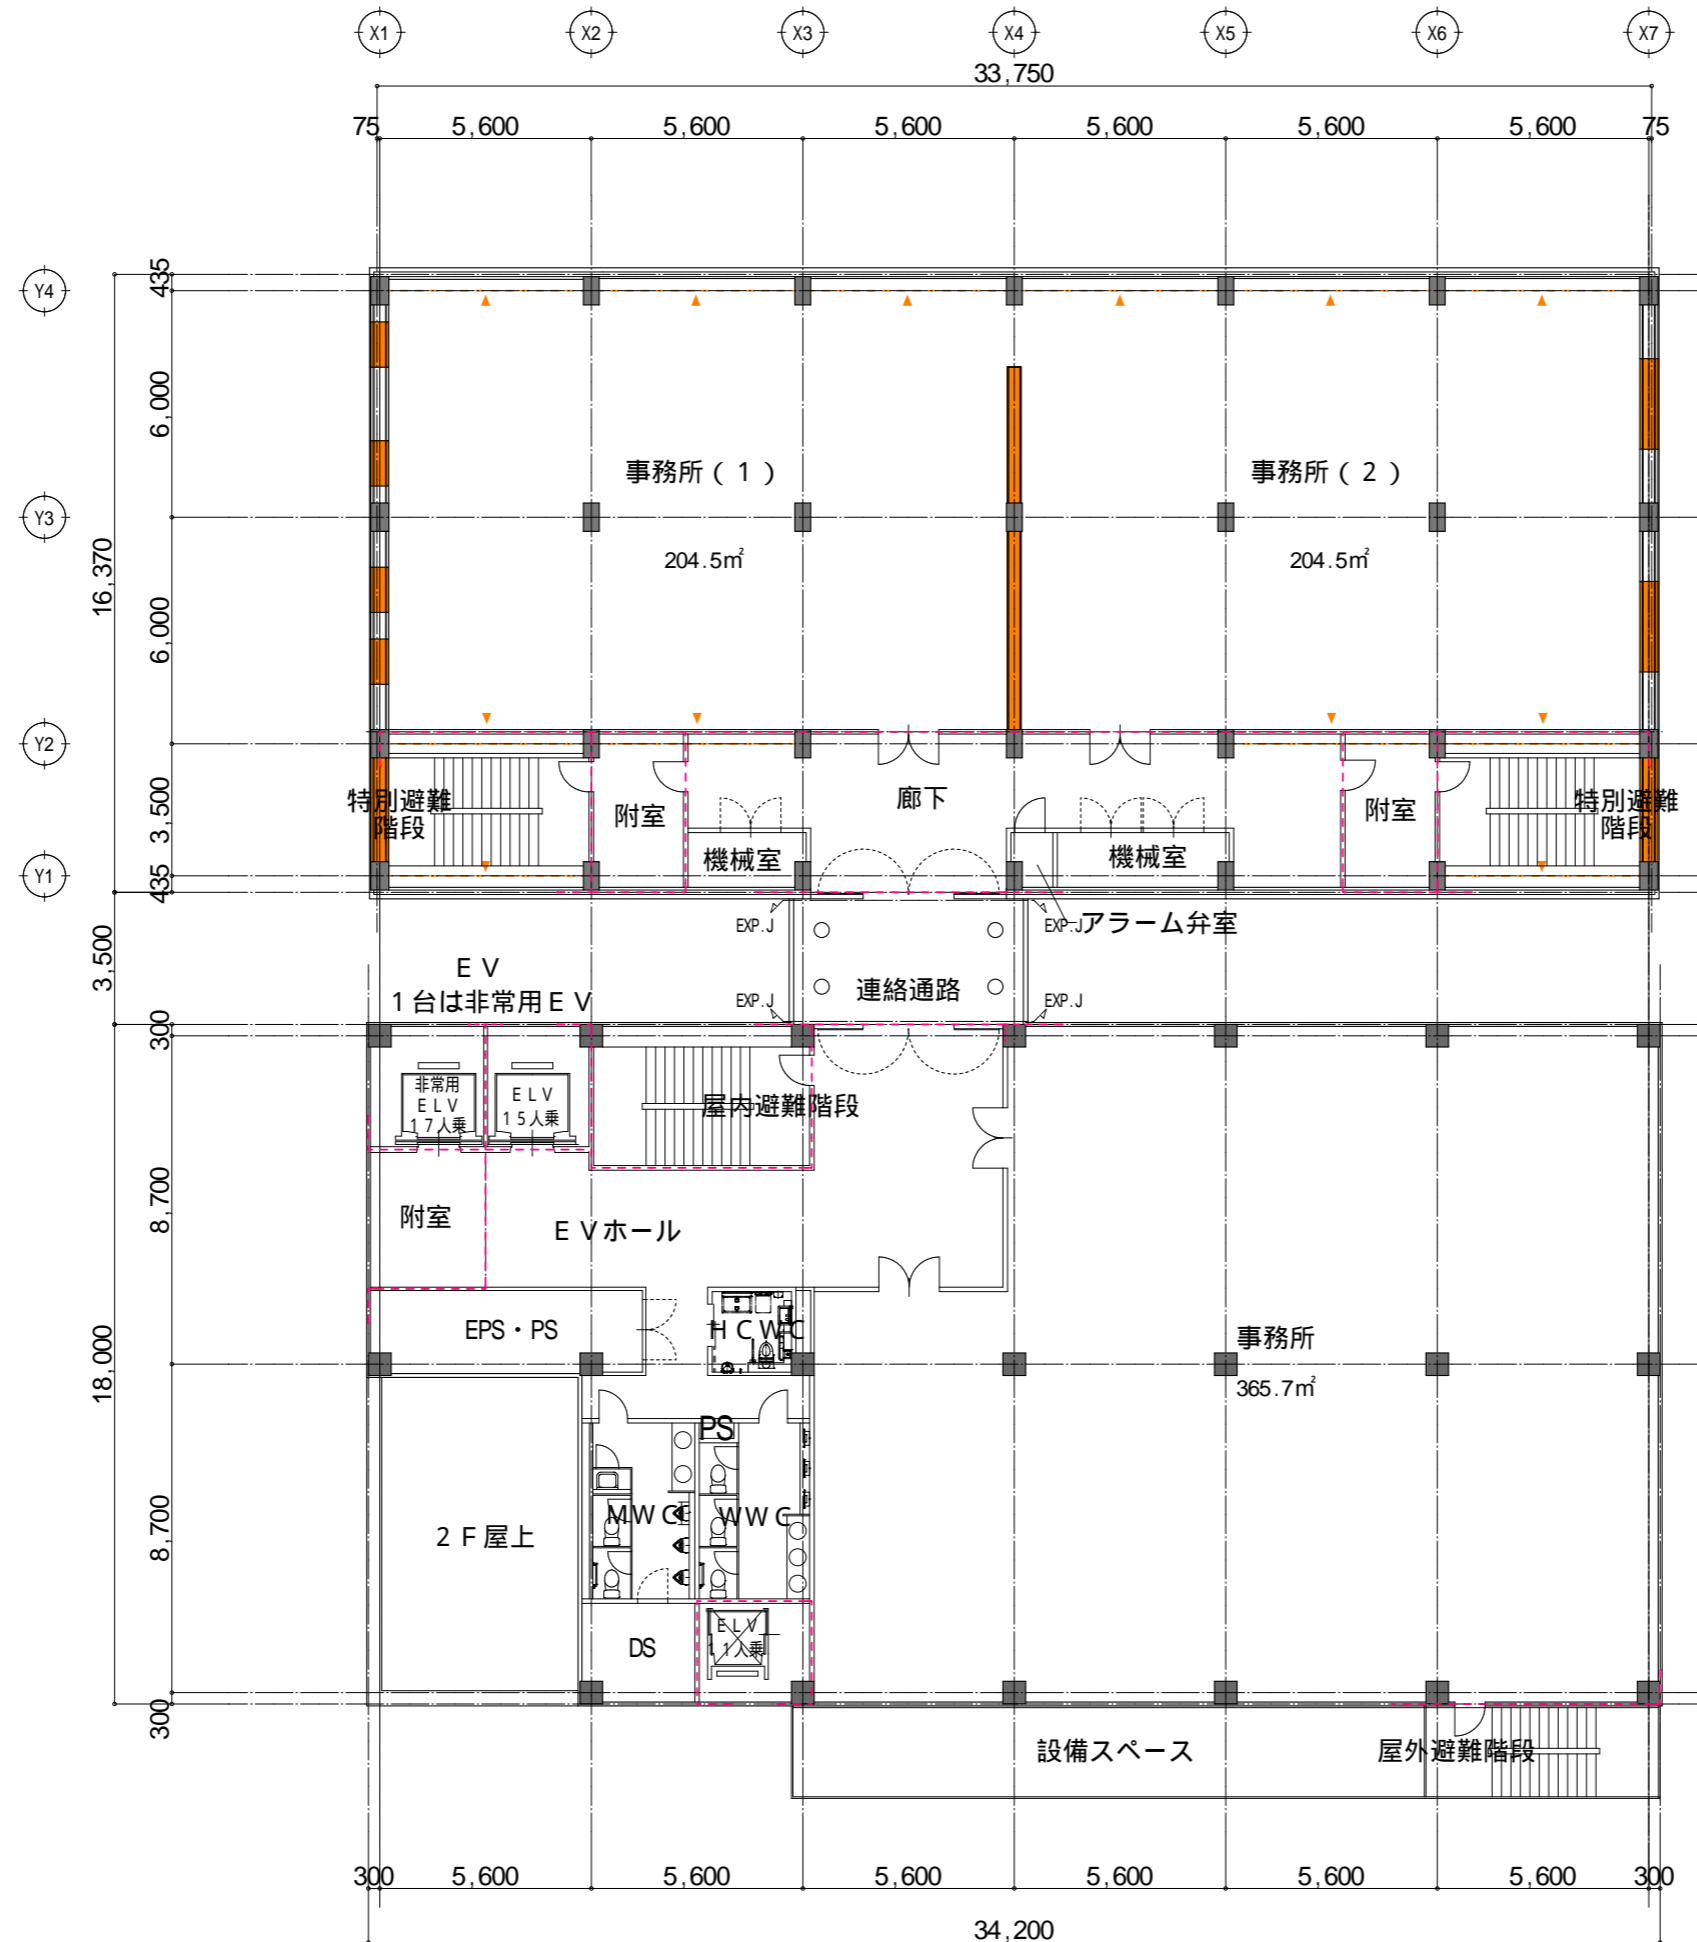 X1 X2 X3 X4 X5 X6 X7
33,750
75 5,600 5,600 5,600 5,600 5,600 5,600 75
Y4
435
6,000
事務所（１） 事務所（２）
Y3
204.5㎡ 204.5㎡
16,370
6,000
Y2
特別避難
階段
附室
廊下
3,500
機械室
機械室
附室
特別避難
階段
Y1
435
EXP.J
EXP.J
アラーム弁室
3,500
ＥＶ
１台は非常用ＥＶ
連絡通路
EXP.J
EXP.J
300
非常用
ＥＬＶ
１７人乗
ＥＬＶ
１５人乗
屋内避難階段
8,700
附室
ＥＶホール
EPS・PS
ＨＣＷＣ
事務所
365.7㎡
18,000
PS
8,700
２Ｆ屋上
ＭＷＣ
ＷＷＣ
DS
ＥＬＶ
１１人乗
300
設備スペース
屋外避難階段
300 5,600 5,600 5,600 5,600 5,600 5,600 300
34,200